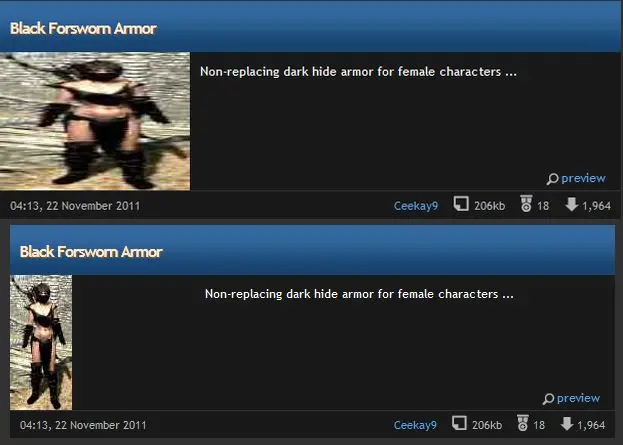 Black Forsworn Armor
Non-replacing dark hide armor for female characters ...
preview
04:13, 22 November 2011 Ceekay9 206kb 18 1,964
Black Forsworn Armor
Non-replacing dark hide armor for female characters ...
preview
04:13, 22 November 2011 Ceekay9 206kb 18 1,964